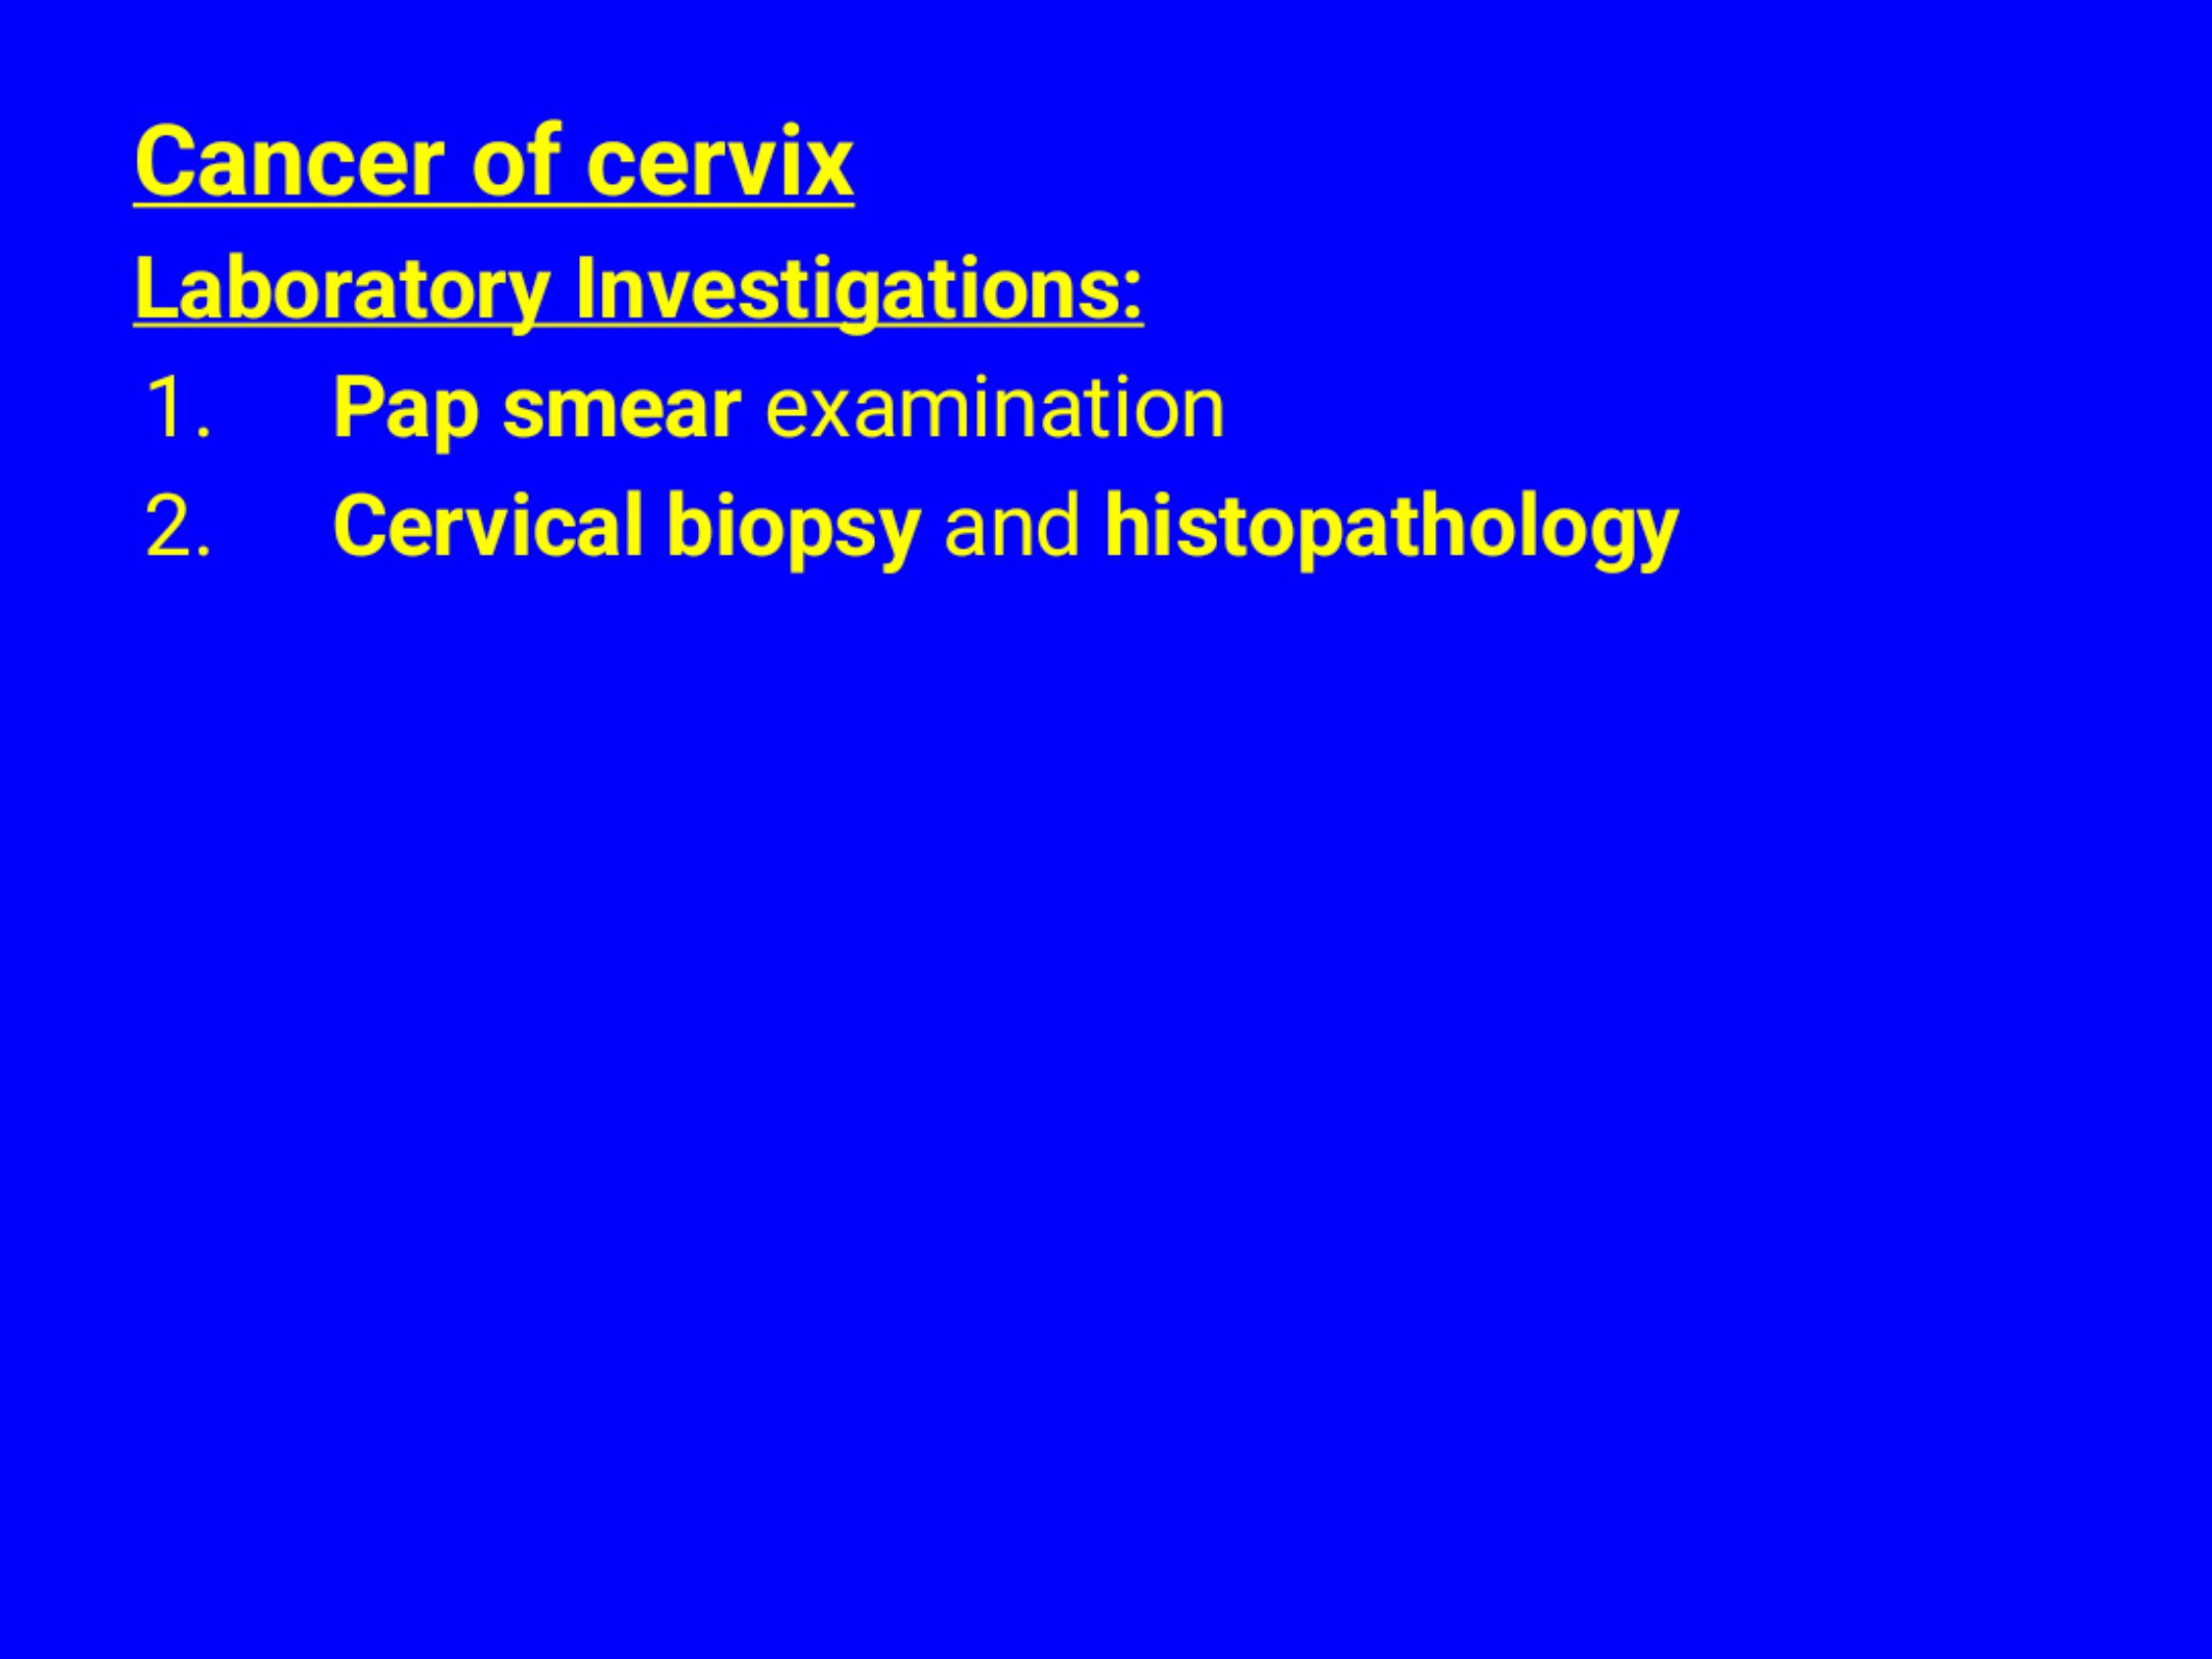 Cancer of cervix
Laboratory Investigations:
1. Pap smear examination
2. Cervical biopsy and histopathology